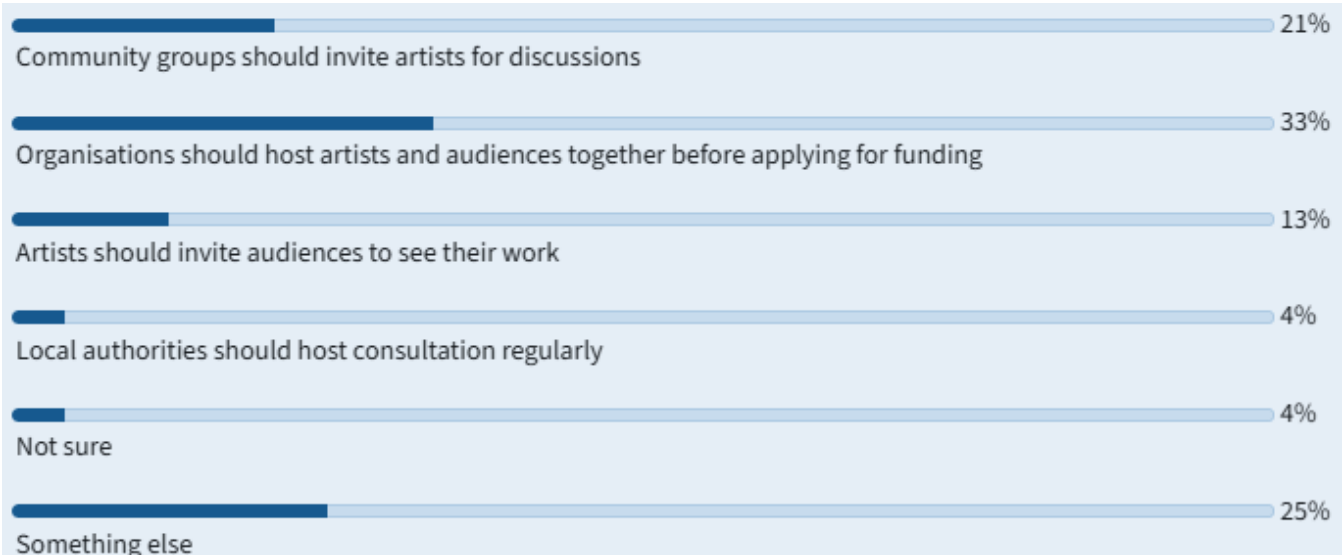 21%
Community groups should invite artists for discussions
33%
Organisations should host artists and audiences together before applying for funding
13%
Artists should invite audiences to see their work
4%
Local authorities should host consultation regularly
4%
Not sure
25%
Something else